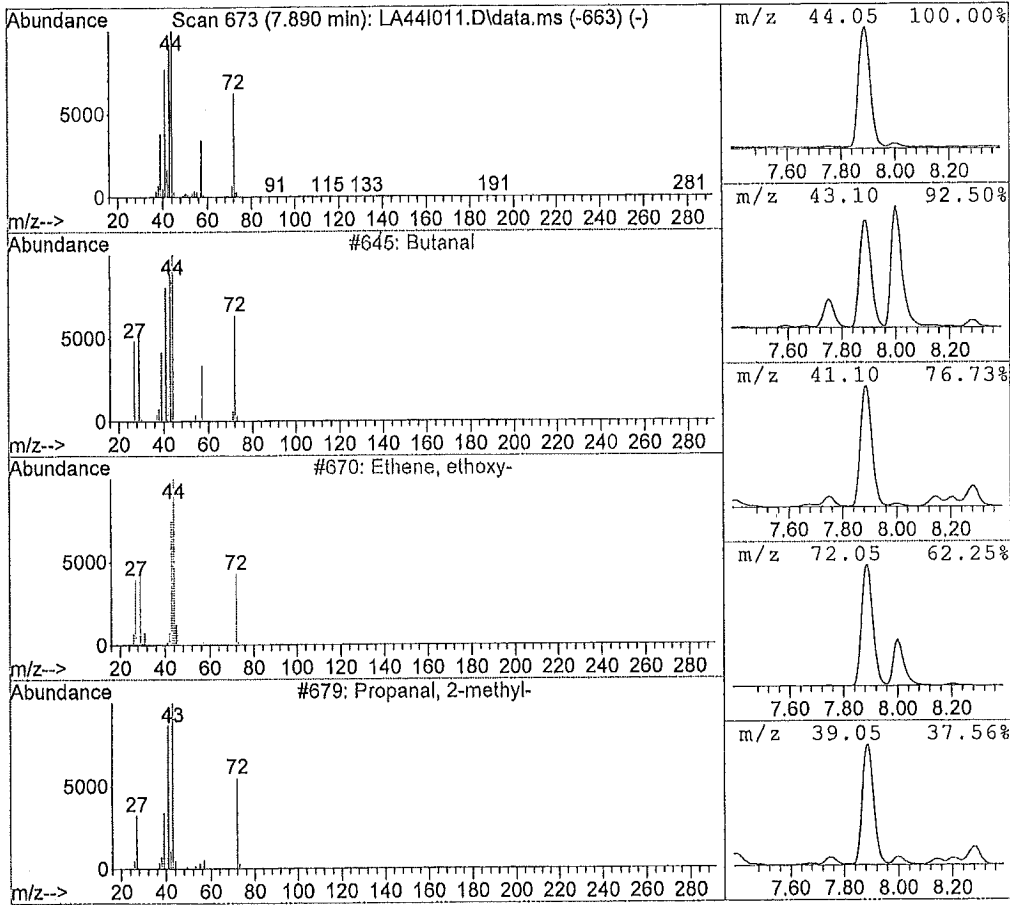 Abundance Scan 673 (7.890 min): LA44I011.D\data.ms (-663) (-)
44
72
5000
0
91 115 133 191 281
20 40 60 80 100 120 140 160 180 200 220 240 260 280
m/z-->
Abundance #645: Butanal
44
72
27
5000
0
20 40 60 80 100 120 140 160 180 200 220 240 260 280
m/z-->
Abundance #670: Ethene, ethoxy-
44
27
72
5000
0
20 40 60 80 100 120 140 160 180 200 220 240 260 280
m/z-->
Abundance #679: Propanal, 2-methyl-
43
72
27
5000
0
20 40 60 80 100 120 140 160 180 200 220 240 260 280
m/z-->
m/z 44.05 100.00%
7.60 7.80 8.00 8.20
m/z 43.10 92.50%
7.60 7.80 8.00 8.20
m/z 41.10 76.73%
7.60 7.80 8.00 8.20
m/z 72.05 62.25%
7.60 7.80 8.00 8.20
m/z 39.05 37.56%
7.60 7.80 8.00 8.20